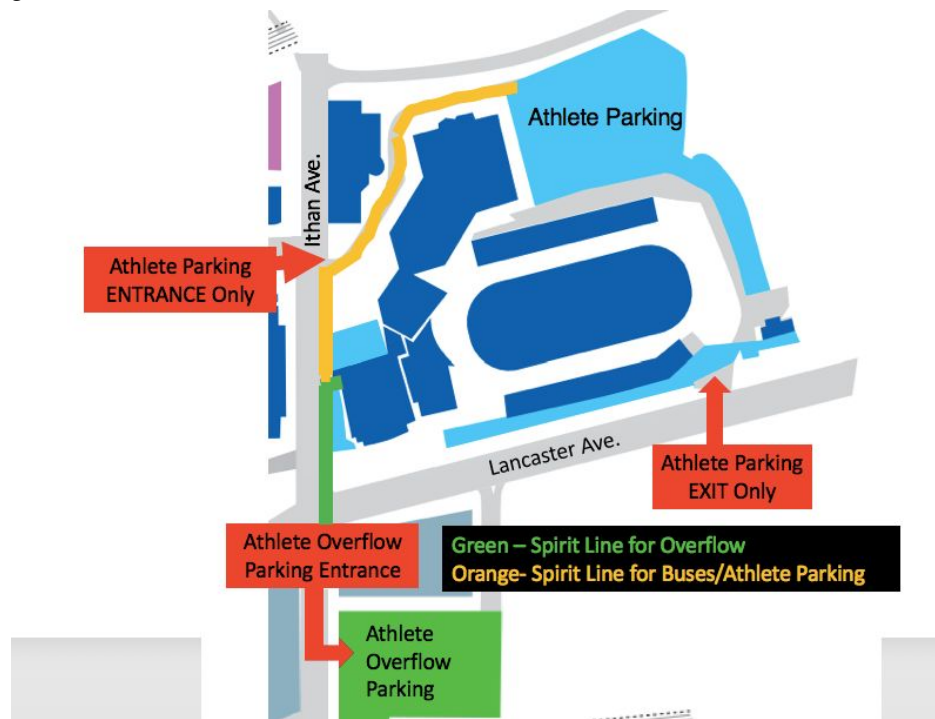 Athlete Parking
Ithan Ave.
Athlete Parking
ENTRANCE Only
Lancaster Ave.
Athlete Parking
EXIT Only
Athlete Overflow
Parking Entrance
Green – Spirit Line for Overflow
Orange- Spirit Line for Buses/Athlete Parking
Athlete
Overflow
Parking